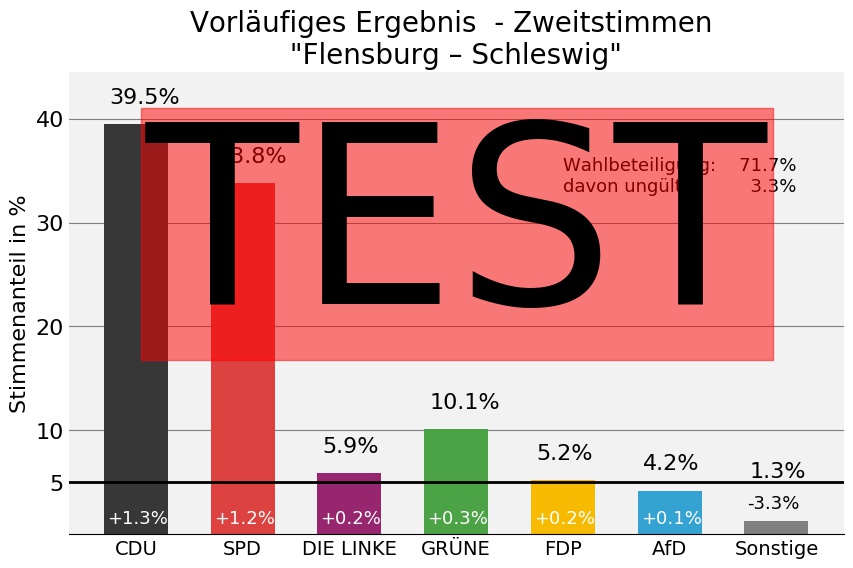 Vorläufiges Ergebnis - Zweitstimmen
"Flensburg – Schleswig"
Stimmenanteil in %
40
30
20
10
5
39.5%
3.8%
5.9%
10.1%
5.2%
4.2%
1.3%
TEST
Wahlbeteiligung: 71.7%
davon 3.3%
+1.3%
+1.2%
+0.2%
+0.3%
+0.2%
+0.1%
-3.3%
CDU
SPD
DIE LINKE
GRÜNE
FDP
AfD
Sonstige